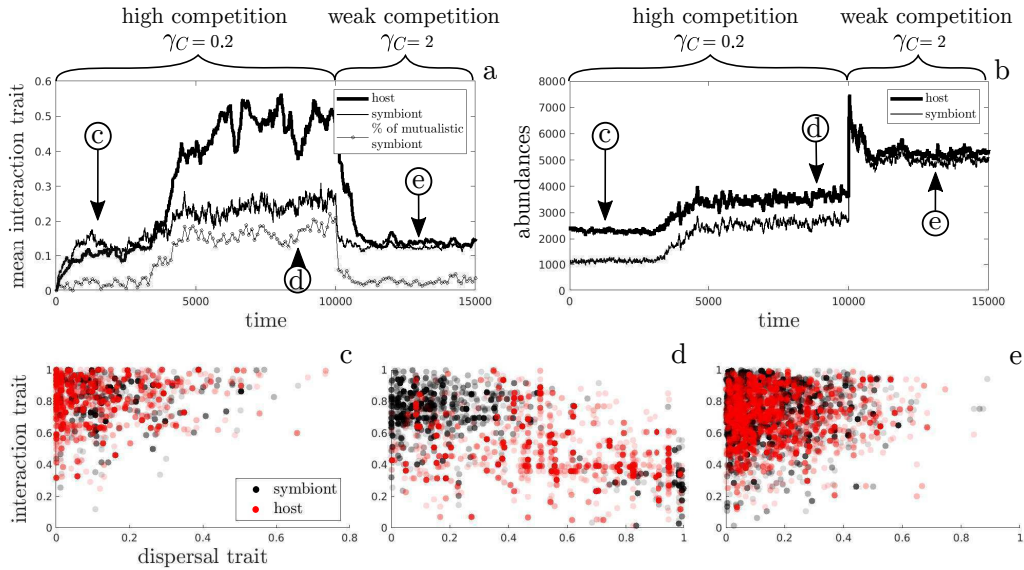 high competition
weak competition
γC = 0.2
γC = 2
a
mean interaction trait
0.6
0.5
0.4
0.3
0.2
0.1
0
host
symbiont
% of mutualistic
symbiont
c
e
d
0
5000
10000
15000
time
high competition
weak competition
γC = 0.2
γC = 2
b
abundances
8000
7000
6000
5000
4000
3000
2000
1000
0
host
symbiont
c
d
e
0
5000
10000
15000
time
c
interaction trait
1
0.8
0.6
0.4
0.2
0
symbiont
host
0
0.2
0.4
0.6
0.8
dispersal trait
d
1
0.8
0.6
0.4
0.2
0
0
0.2
0.4
0.6
0.8
1
e
1
0.8
0.6
0.4
0.2
0
0
0.2
0.4
0.6
0.8
1